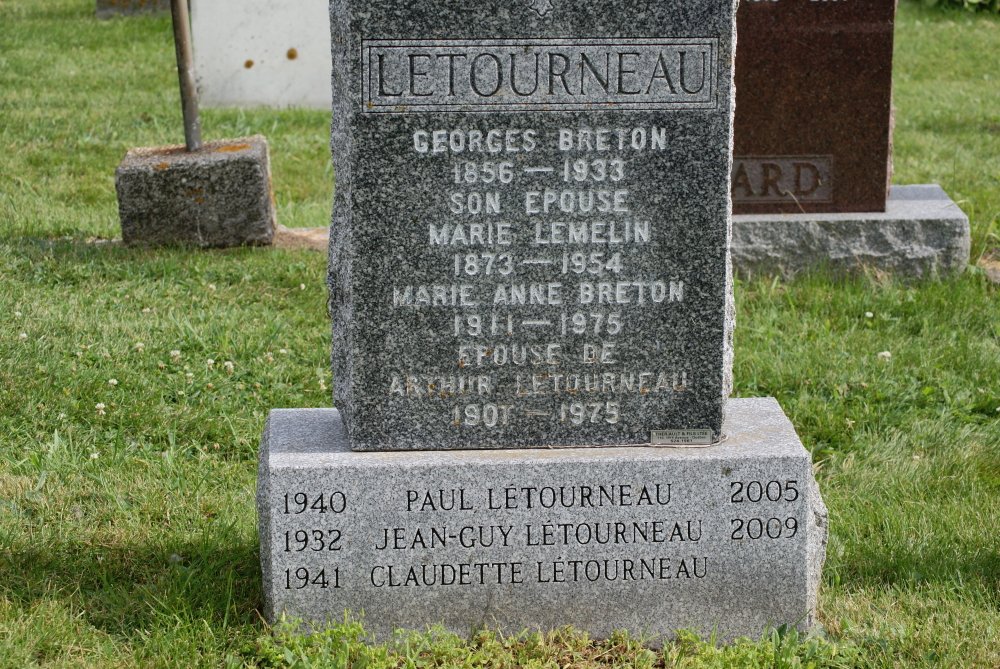 LETOURNEAU
GEORGES BRETON
1856 — 1933
SON EPOUSE
MARIE LEMELIN
1873 — 1954
MARIE ANNE BRETON
1911 — 1975
EPOUSE DE
ARTHUR LETOURNEAU
1901 — 1975
1940 PAUL LÉTOURNEAU 2005
1932 JEAN-GUY LÉTOURNEAU 2009
1941 CLAUDETTE LÉTOURNEAU
ARD